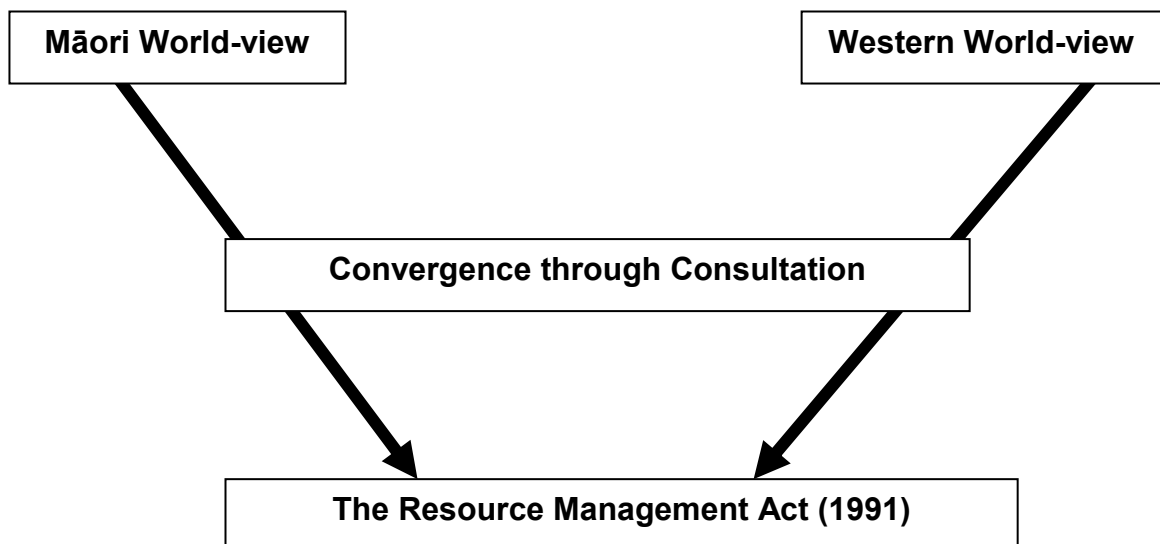 Māori World-view
Western World-view
Convergence through Consultation
The Resource Management Act (1991)